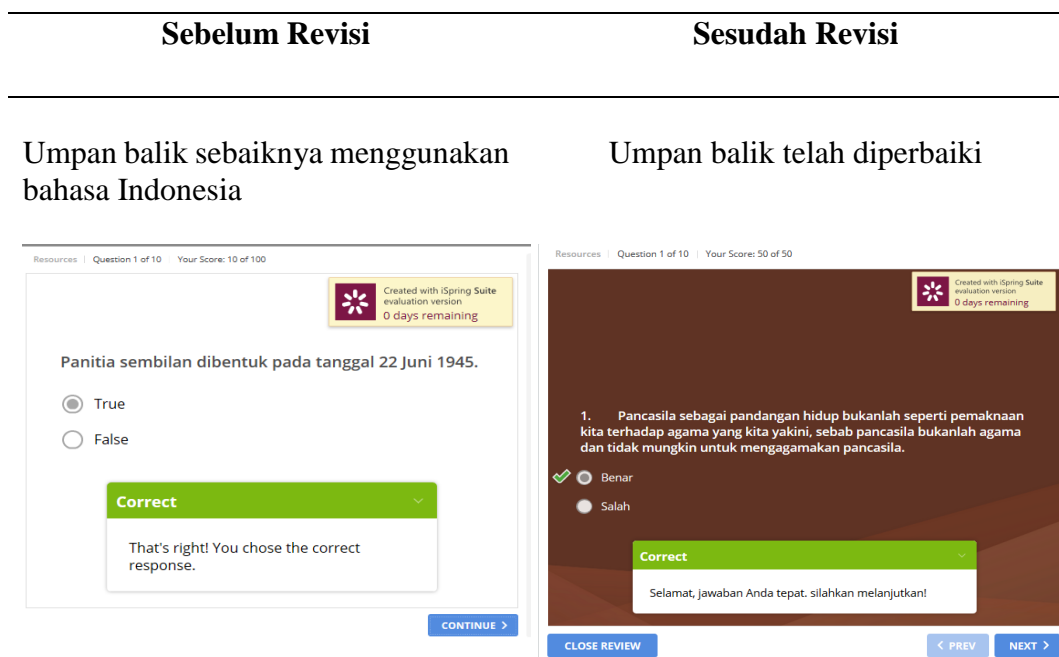 Sebelum Revisi
Sesudah Revisi
Umpan balik sebaiknya menggunakan
bahasa Indonesia
Umpan balik telah diperbaiki
Resources | Question 1 of 10 | Your Score: 10 of 100
Created with iSpring Suite
evaluation version
0 days remaining
Panitia sembilan dibentuk pada tanggal 22 Juni 1945.
True
False
Correct
That's right! You chose the correct
response.
CONTINUE >
Resources | Question 1 of 10 | Your Score: 50 of 50
Created with iSpring Suite
evaluation version
0 days remaining
1. Pancasila sebagai pandangan hidup bukanlah seperti pemaknaan
kita terhadap agama yang kita yakini, sebab pancasila bukanlah agama
dan tidak mungkin untuk mengagamakan pancasila.
Benar
Salah
Correct
Selamat, jawaban Anda tepat. silahkan melanjutkan!
CLOSE REVIEW
< PREV
NEXT >